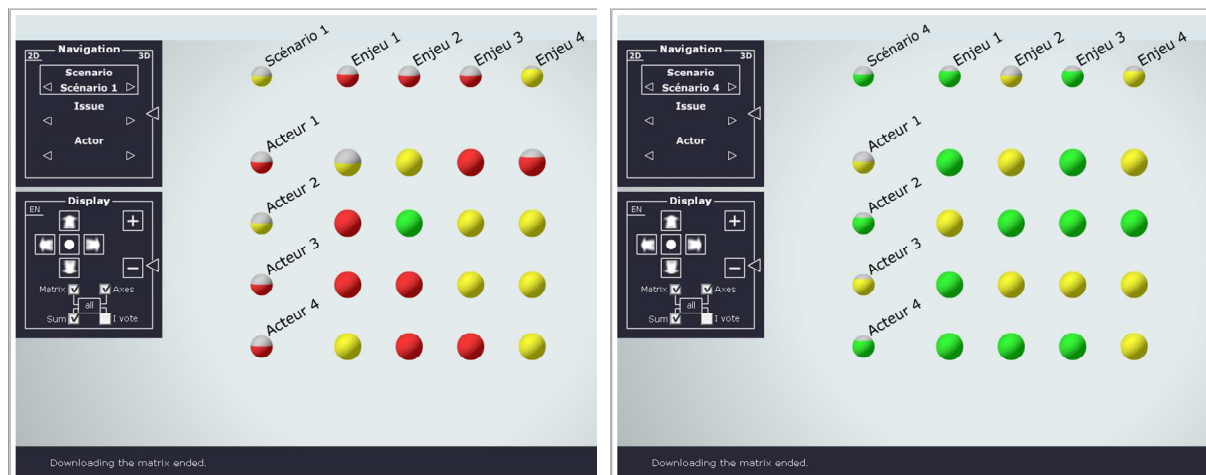 Navigation
2D 3D
Scenario
Scénario 1
Issue
Actor
Display
EN
Matrix Axes
all
Sum I vote
Scénario 1 Enjeu 1 Enjeu 2 Enjeu 3 Enjeu 4
Acteur 1
Acteur 2
Acteur 3
Acteur 4
Downloading the matrix ended.
Navigation
2D 3D
Scenario
Scénario 4
Issue
Actor
Display
EN
Matrix Axes
all
Sum I vote
Scénario 4 Enjeu 1 Enjeu 2 Enjeu 3 Enjeu 4
Acteur 1
Acteur 2
Acteur 3
Acteur 4
Downloading the matrix ended.